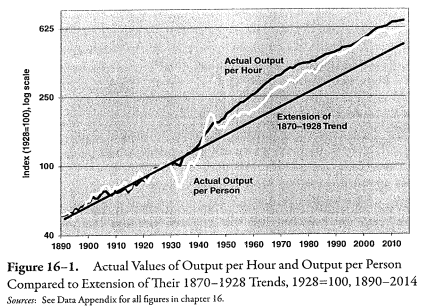 625
250
100
40
Index (1928=100), log scale
Actual Output
per Hour
Extension of
1870–1928 Trend
Actual Output
per Person
1890 1900 1910 1920 1930 1940 1950 1960 1970 1980 1990 2000 2010
Figure 16–1. Actual Values of Output per Hour and Output per Person
Compared to Extension of Their 1870–1928 Trends, 1928=100, 1890–2014
Sources: See Data Appendix for all figures in chapter 16.